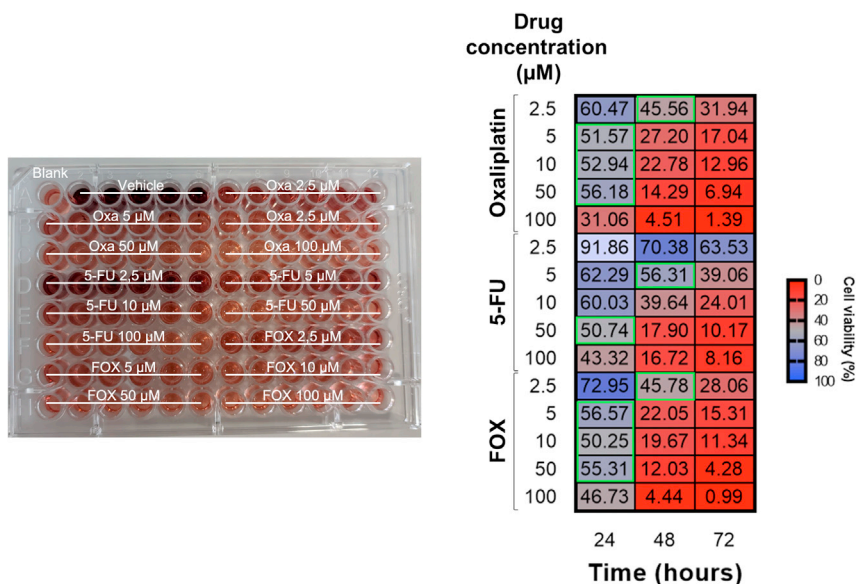 Blank
Vehicle
Oxa 2,5 µM
Oxa 5 µM
Oxa 2,5 µM
Oxa 50 µM
Oxa 100 µM
5-FU 2,5 µM
5-FU 5 µM
5-FU 10 µM
5-FU 50 µM
5-FU 100 µM
FOX 2,5 µM
FOX 5 µM
FOX 10 µM
FOX 50 µM
FOX 100 µM
A
D
E
F
G
H
Drug
concentration
(µM)
Oxaliplatin
2.5 60.47 45.56 31.94
5 51.57 27.20 17.04
10 52.94 22.78 12.96
50 56.18 14.29 6.94
100 31.06 4.51 1.39
5-FU
2.5 91.86 70.38 63.53
5 62.29 56.31 39.06
10 60.03 39.64 24.01
50 50.74 17.90 10.17
100 43.32 16.72 8.16
FOX
2.5 72.95 45.78 28.06
5 56.57 22.05 15.31
10 50.25 19.67 11.34
50 55.31 12.03 4.28
100 46.73 4.44 0.99
24 48 72
Time (hours)
0
20
40
60
80
100
Cell viability (%)